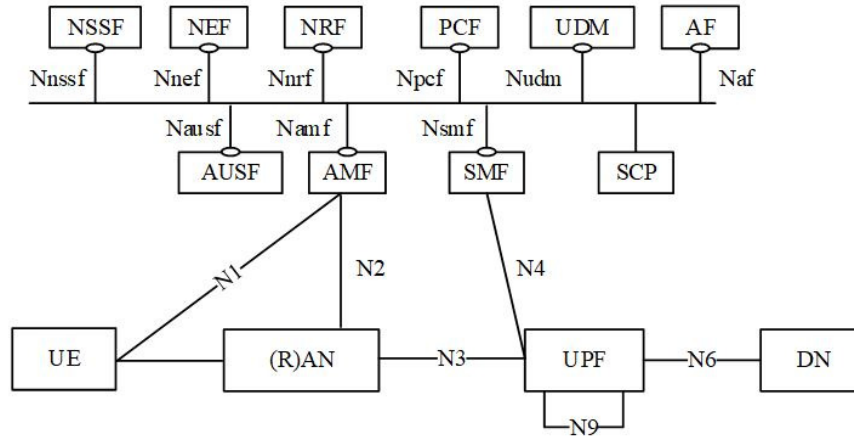 NSSF NEF NRF PCF UDM AF
Nnssf Nnef Nnrf Npcf Nudm Naf
Nausf Namf Nsmf
AUSF AMF SMF SCP
N1 N2 N4
UE (R)AN N3 UPF N6 DN
N9